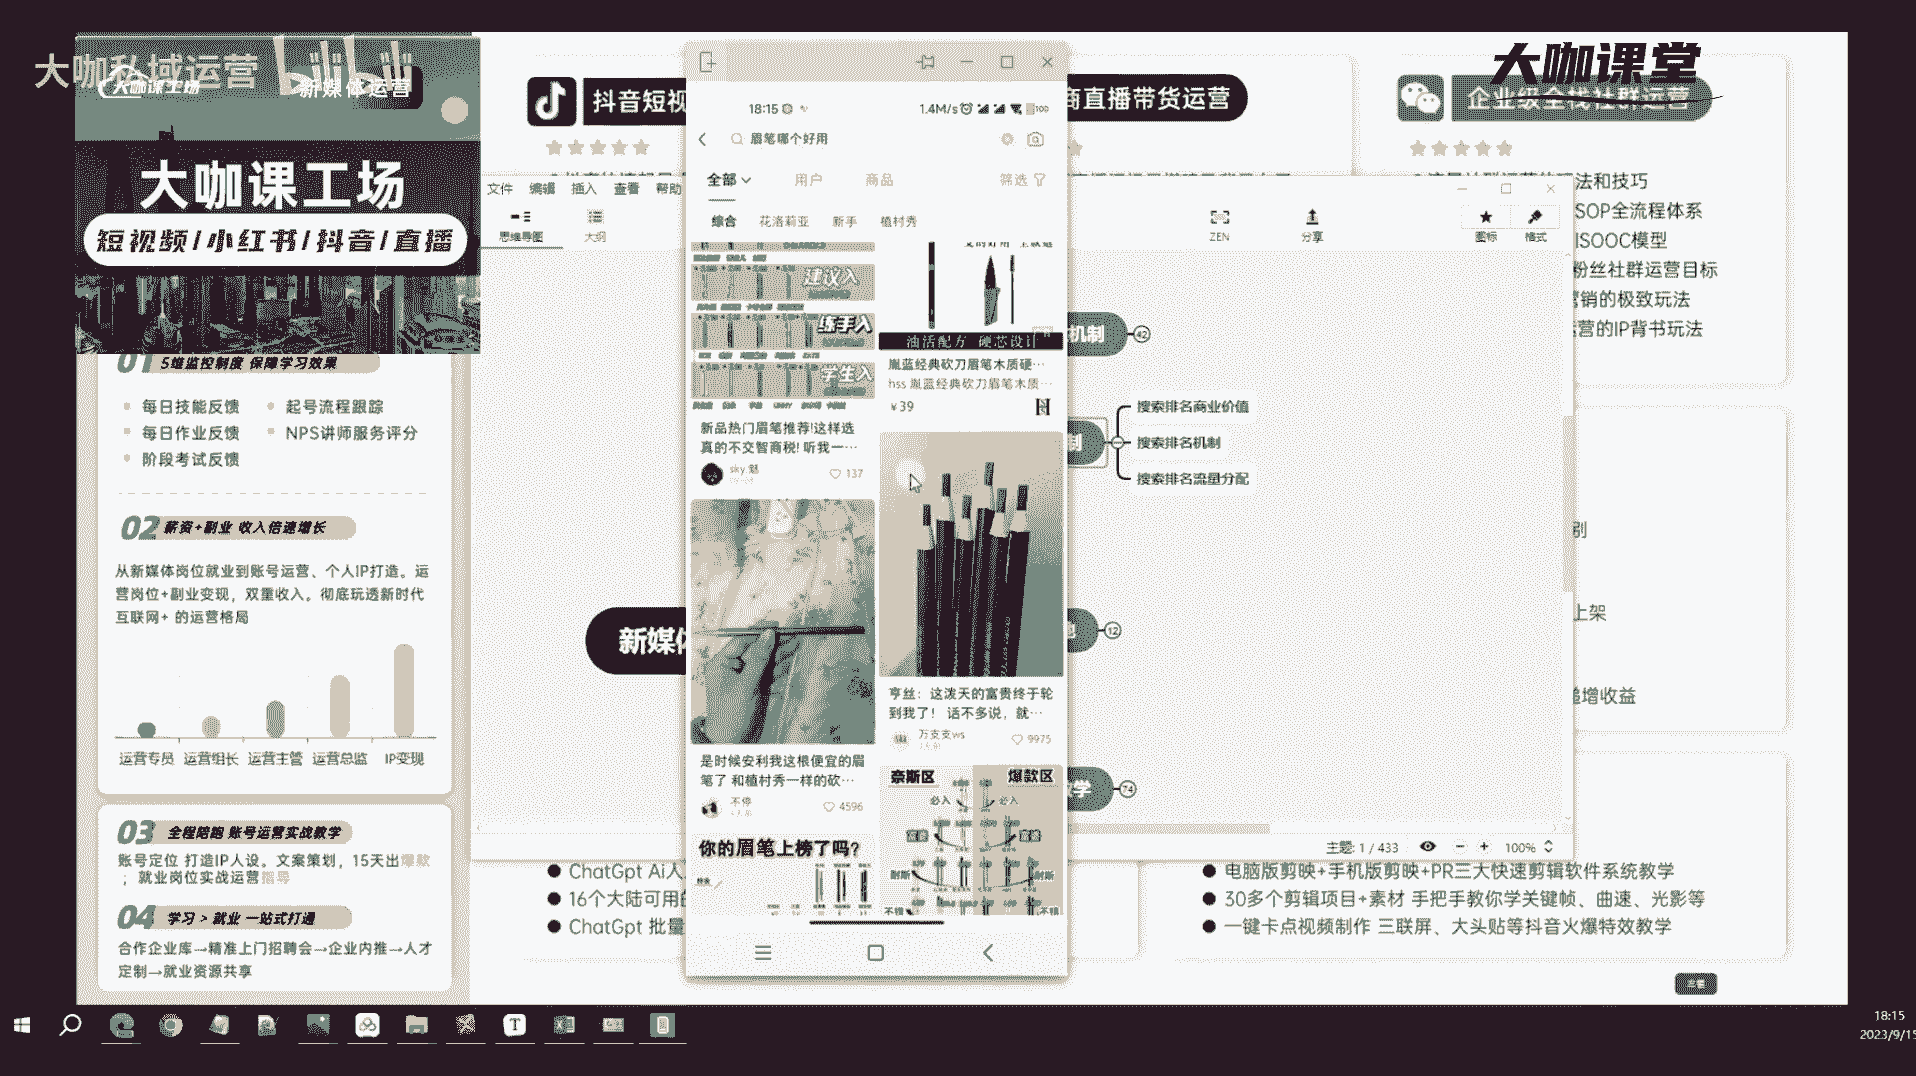 大咖私域运营
大咖课工场
新媒体运营
大咖课工场
短视频/小红书/抖音/直播
01 5维监控制度 保障学习效果
每日技能反馈
起号流程跟踪
每日作业反馈
NPS讲师服务评分
阶段考试反馈
02 薪资+副业 收入倍速增长
从新媒体岗位就业到账号运营、个人IP打造。运
营岗位+副业变现，双重收入。彻底玩透新时代
互联网+ 的运营格局
运营专员 运营组长 运营主管 运营总监 IP变现
03 全程陪跑 账号运营实战教学
账号定位 打造IP人设。文案策划，15天出爆款
；就业岗位实战运营指导
04 学习 > 就业 一站式打通
合作企业库→精准上门招聘会→企业内推→人才
定制→就业资源共享
抖音短视
商直播带货运营
大咖课堂
企业级全栈社群运营
法和技巧
SOP全流程体系
ISOOC模型
粉丝社群运营目标
营销的极致玩法
运营的IP背书玩法
别
上架
递增收益
文件 编辑 插入 查看 帮助
思维导图
大纲
ZEN
分享
图标
格式
新媒体
机制
42
制
搜索排名商业价值
搜索排名机制
搜索排名流量分配
12
学
74
主题: 1 / 433
100%
18:15
1.4M/s
100
眉笔哪个好用
全部
用户
商品
筛选
综合
花洛莉亚
新手
植村秀
建议入
练手入
学生入
新品热门眉笔推荐!这样选
真的不交智商税! 听我一…
sky 魅
137
油活配方 硬芯设计
胤蓝经典砍刀眉笔木质硬…
hss 胤蓝经典砍刀眉笔木质…
¥39
是时候安利我这根便宜的眉
笔了 和植村秀一样的砍…
不停
4596
亨丝：这泼天的富贵终于轮
到我了！ 话不多说，就…
万支支ws
9975
你的眉笔上榜了吗?
奈斯区
爆款区
必入
必入
耐斯
耐斯
ChatGpt Ai人
16个大陆可用的
ChatGpt 批量
电脑版剪映+手机版剪映+PR三大快速剪辑软件系统教学
30多个剪辑项目+素材 手把手教你学关键帧、曲速、光影等
一键卡点视频制作 三联屏、大头贴等抖音火爆特效教学
18:15
2023/9/15